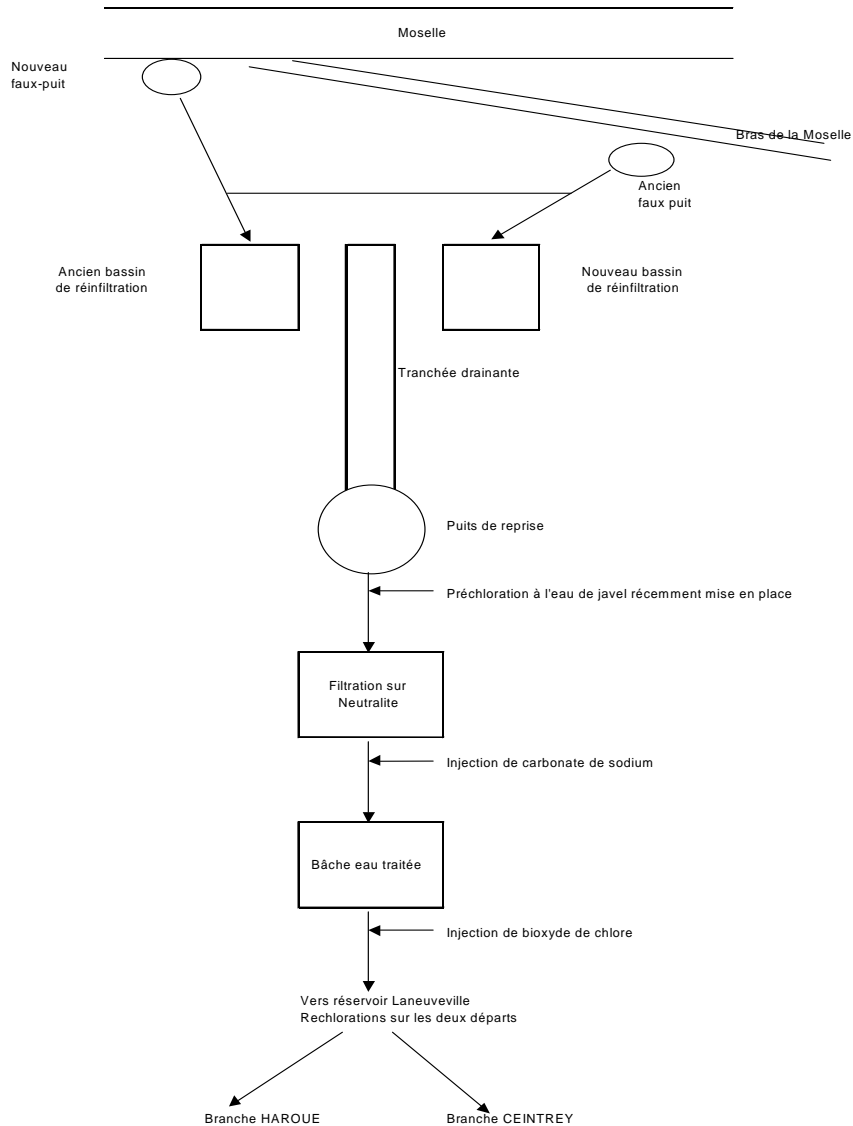 Moselle
Nouveau
faux-puit
Bras de la Moselle
Ancien
faux puit
Ancien bassin
de réinfiltration
Nouveau bassin
de réinfiltration
Tranchée drainante
Puits de reprise
Préchloration à l'eau de javel récemment mise en place
Filtration sur
Neutralite
Injection de carbonate de sodium
Bâche eau traitée
Injection de bioxyde de chlore
Vers réservoir Laneuveville
Rechlorations sur les deux départs
Branche HAROUE
Branche CEINTREY